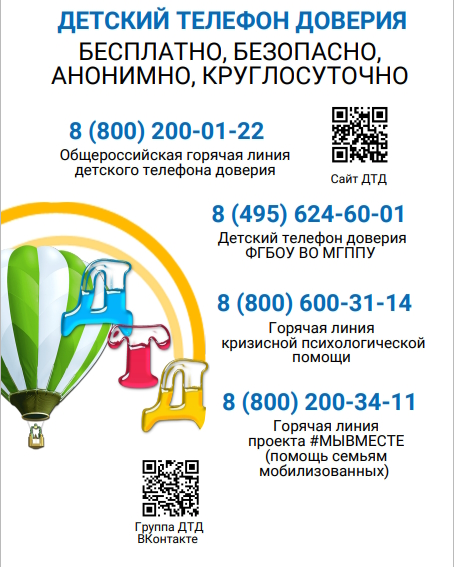 ДЕТСКИЙ ТЕЛЕФОН ДОВЕРИЯ
БЕСПЛАТНО, БЕЗОПАСНО,
АНОНИМНО, КРУГЛОСУТОЧНО
8 (800) 200-01-22
Общероссийская горячая линия
детского телефона доверия
Сайт ДТД
8 (495) 624-60-01
Детский телефон доверия
ФГБОУ ВО МГППУ
8 (800) 600-31-14
Горячая линия
кризисной психологической
помощи
8 (800) 200-34-11
Горячая линия
проекта #МЫВМЕСТЕ
(помощь семьям
мобилизованных)
Д
Т
Д
Группа ДТД
ВКонтакте